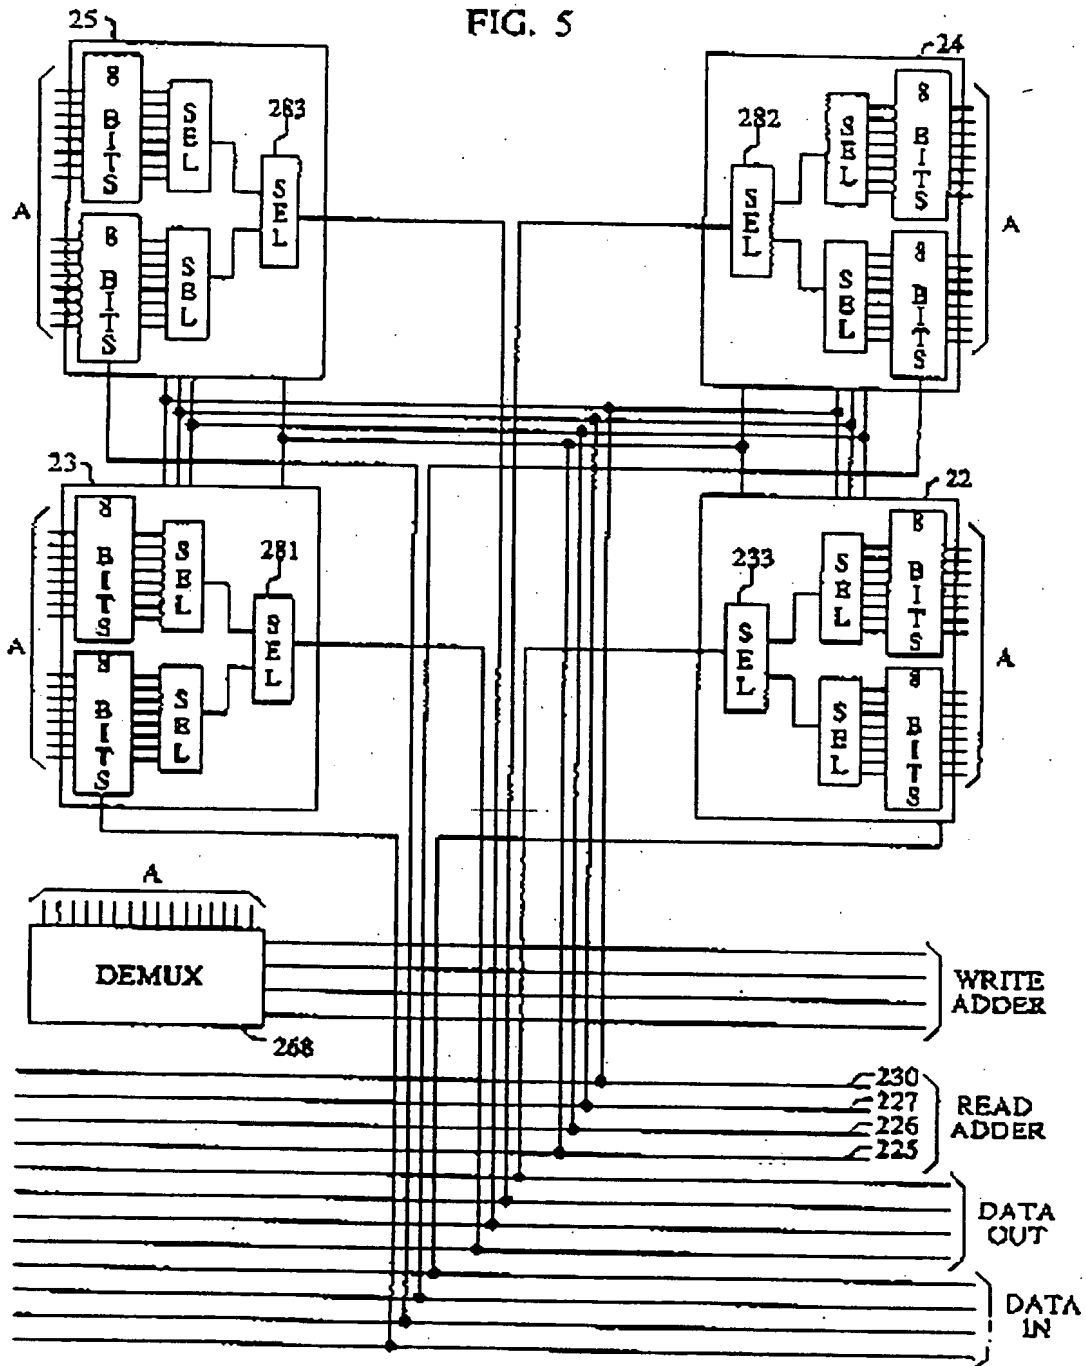 FIG. 5
25
24
A
8 BITS
SEL
283
SEL
8 BITS
SBL
282
SEL
SEL
8 BITS
A
SBL
8 BITS
23
22
A
8 BITS
SEL
281
SEL
8 BITS
SEL
233
SEL
SEL
8 BITS
A
SEL
8 BITS
A
DEMUX
268
WRITE
ADDER
230
227
226
225
READ
ADDER
DATA
OUT
DATA
IN